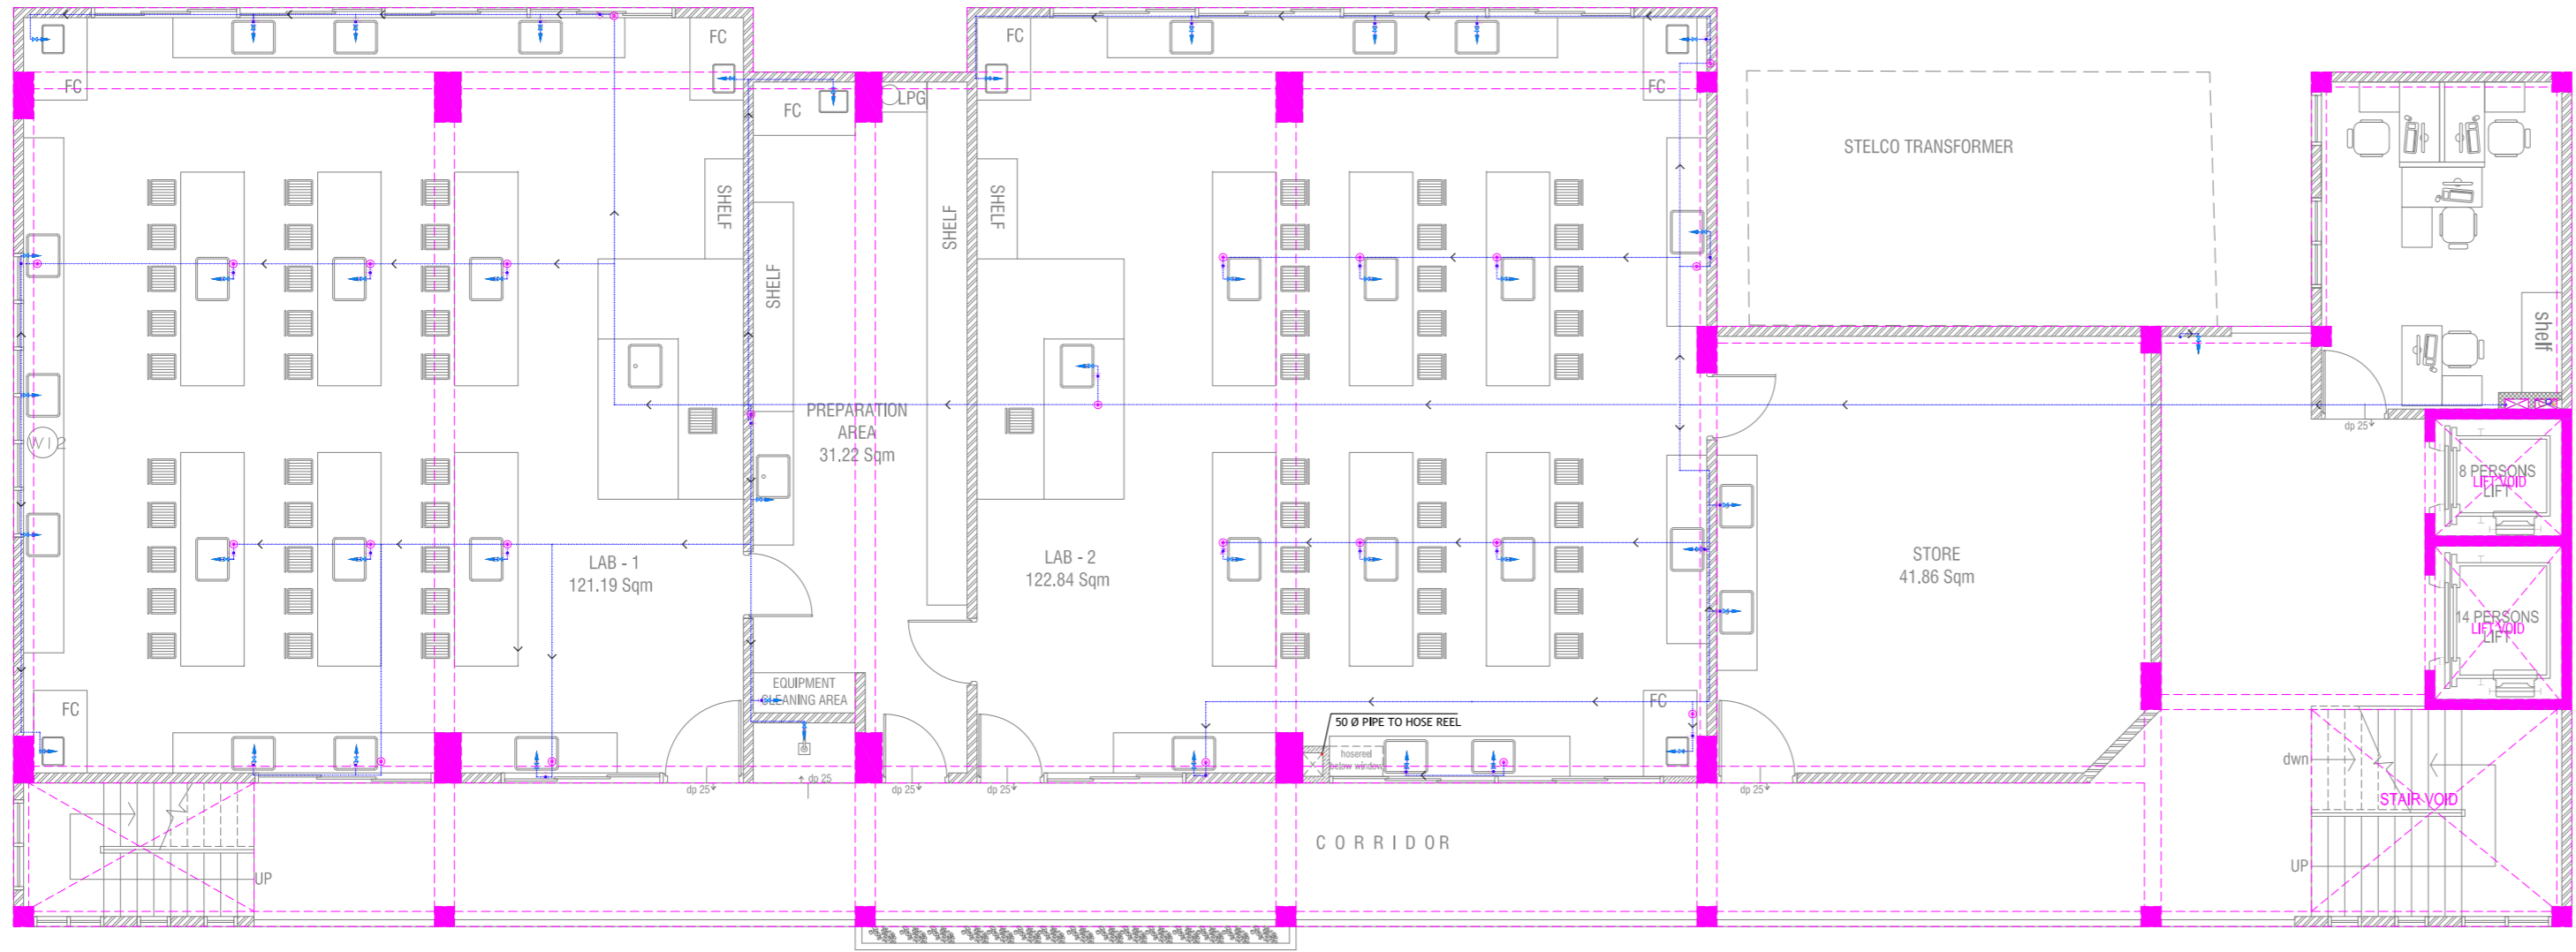 FC
FC
FC
FC
FC
FC
LPG
STELCO TRANSFORMER
SHELF
SHELF
SHELF
SHELF
shelf
PREPARATION
AREA
31.22 Sqm
W12
dp 25
8 PERSONS
LIFT
LIFT VOID
LAB - 1
121.19 Sqm
LAB - 2
122.84 Sqm
STORE
41.86 Sqm
14 PERSONS
LIFT
LIFT VOID
EQUIPMENT
CLEANING AREA
FC
FC
50 Ø PIPE TO HOSE REEL
hosereel
below window
dp 25
dp 25
dp 25
dp 25
dp 25
dwn
STAIR VOID
CORRIDOR
UP
UP